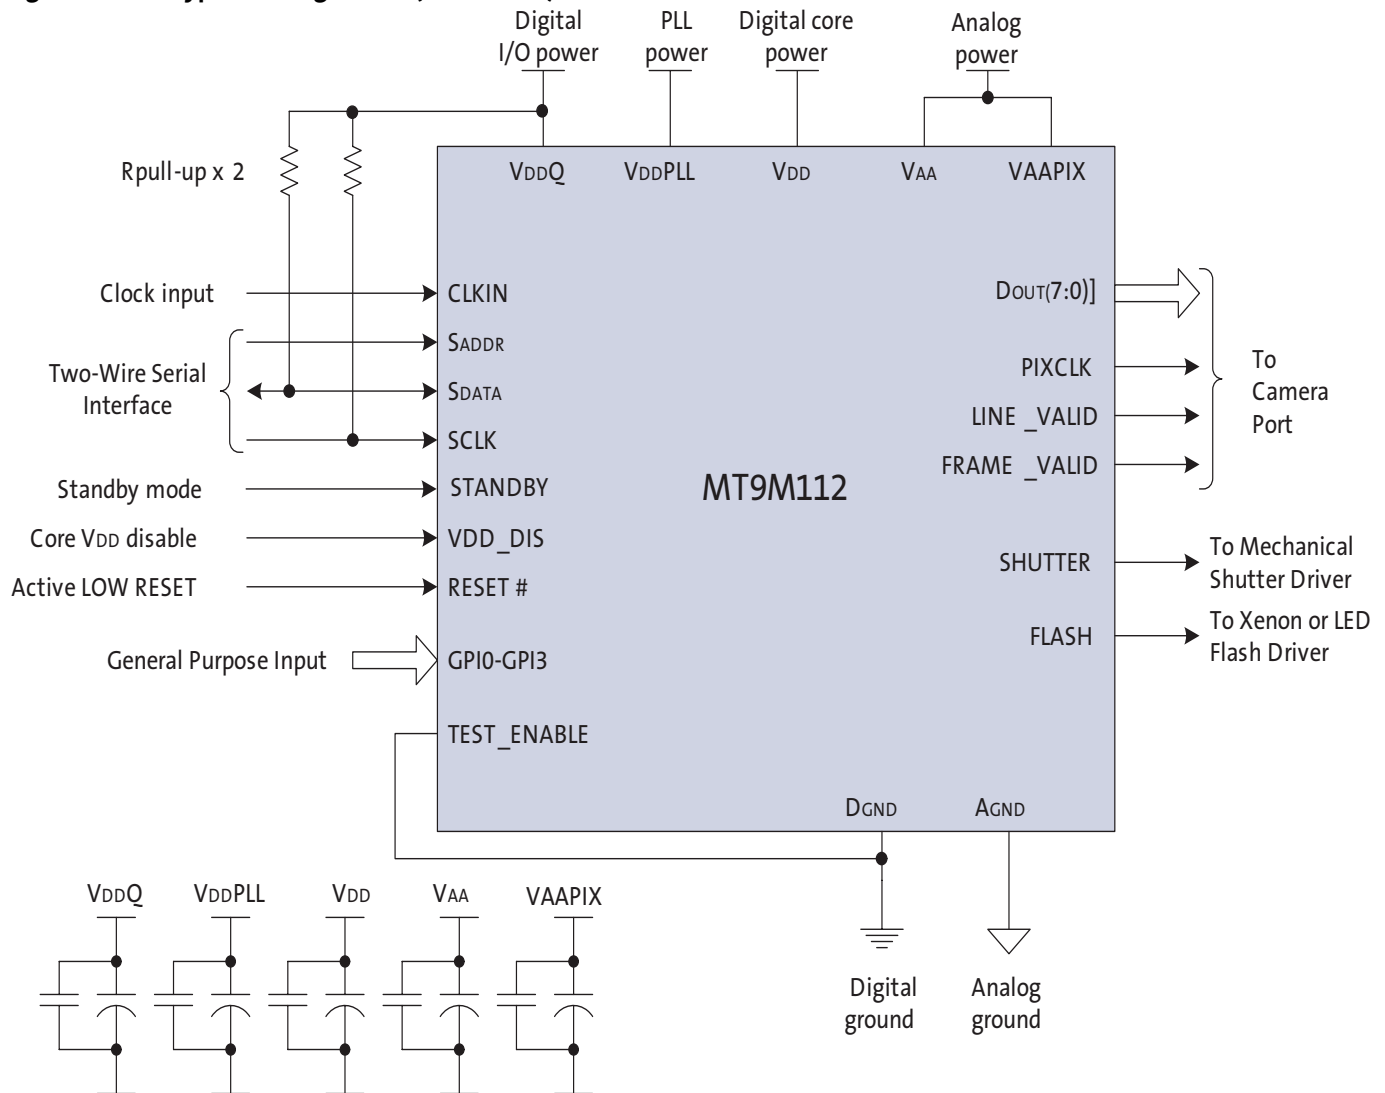 Digital
I/O power
PLL
power
Digital core
power
Analog
power
Rpull-up x 2
VDDQ
VDDPLL
VDD
VAA
VAAPIX
Clock input
CLKIN
DOUT(7:0)]
SADDR
Two-Wire Serial
Interface
SDATA
SCLK
PIXCLK
LINE _VALID
FRAME _VALID
To
Camera
Port
Standby mode
STANDBY
MT9M112
Core VDD disable
VDD_DIS
Active LOW RESET
RESET #
SHUTTER
To Mechanical
Shutter Driver
FLASH
To Xenon or LED
Flash Driver
General Purpose Input
GPI0-GPI3
TEST_ENABLE
DGND
AGND
VDDQ
VDDPLL
VDD
VAA
VAAPIX
Digital
ground
Analog
ground